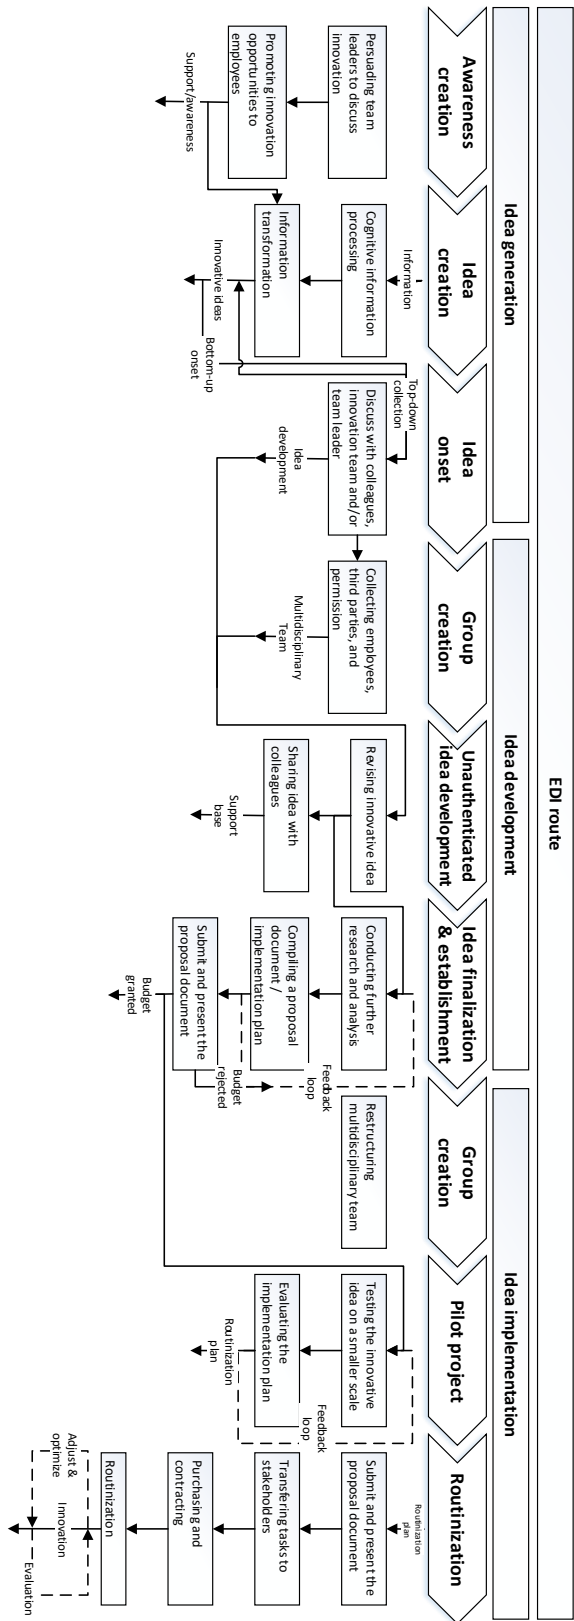 EDI route
Idea generation
Idea development
Idea implementation
Awareness
creation
Idea
creation
Idea
onset
Group
creation
Unauthenticated
idea development
Idea finalization
& establishment
Group
creation
Pilot project
Routinization
Persuading team
leaders to discuss
innovation
Promoting innovation
opportunities to
employees
Support/awareness
Information
Cognitive information
processing
Information
transformation
Innovative ideas
Bottom-up
onset
Top-down
collection
Discuss with colleagues,
innovation team and/or
team leader
Idea
development
Collecting employees,
third parties, and
permission
Multidisciplinary
Team
Revising innovative idea
Sharing idea with
colleagues
Support
base
Conducting further
research and analysis
Compiling a proposal
document /
implementation plan
Submit and present the
proposal document
Budget
granted
Budget
rejected
Feedback
loop
Restructuring
multidisciplinary team
Testing the innovative
idea on a smaller scale
Evaluating the
implementation plan
Routinization
plan
Feedback
loop
Routinization
plan
Submit and present the
proposal document
Transfering tasks to
stakeholders
Purchasing and
contracting
Routinization
Adjust &
optimize
Innovation
Evaluation